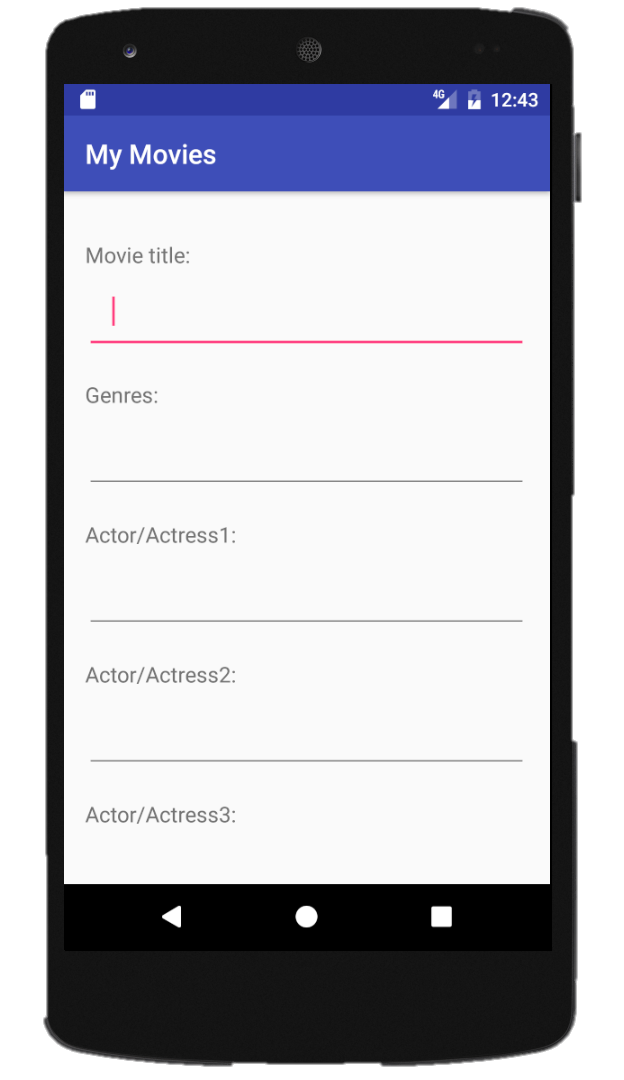 4G 12:43
My Movies
Movie title:
Genres:
Actor/Actress1:
Actor/Actress2:
Actor/Actress3: